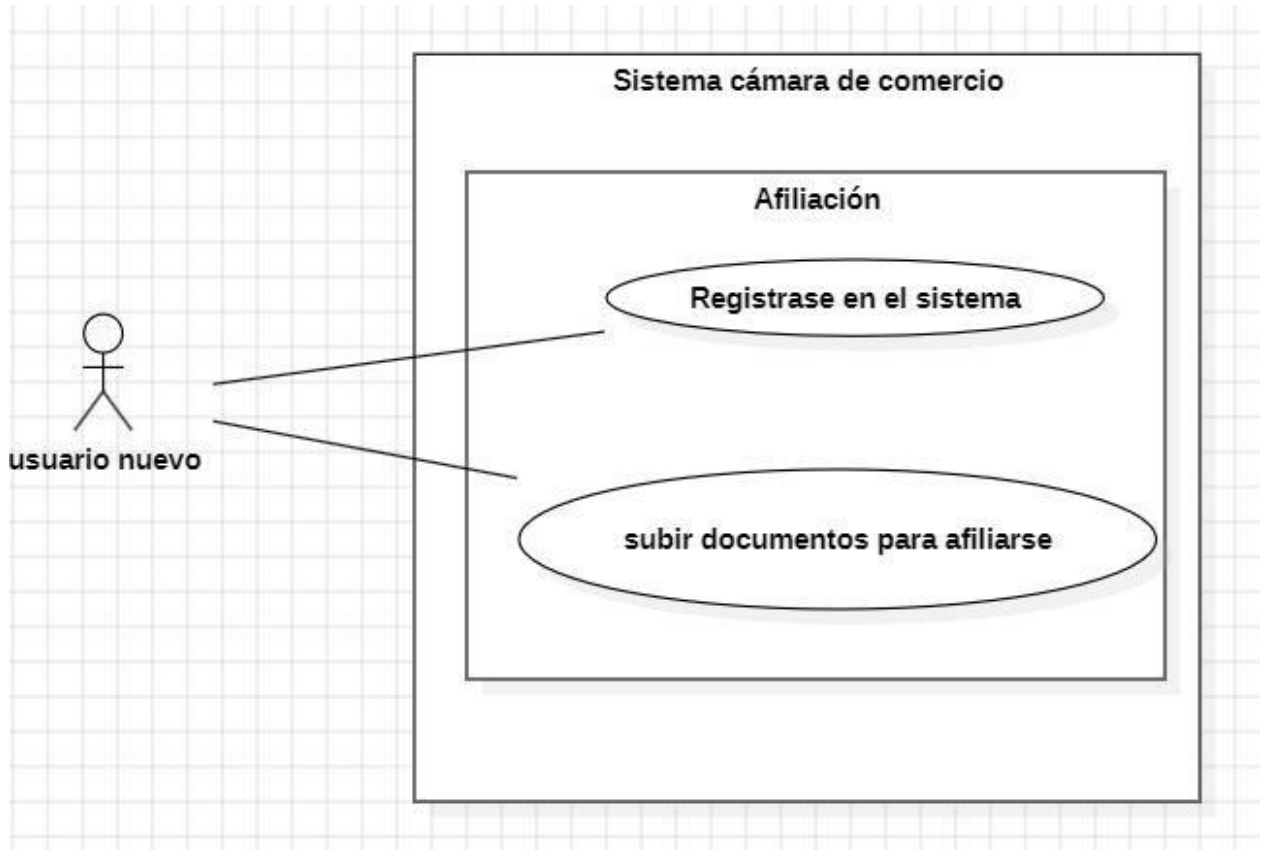 Sistema cámara de comercio
Afiliación
Registrase en el sistema
usuario nuevo
subir documentos para afiliarse